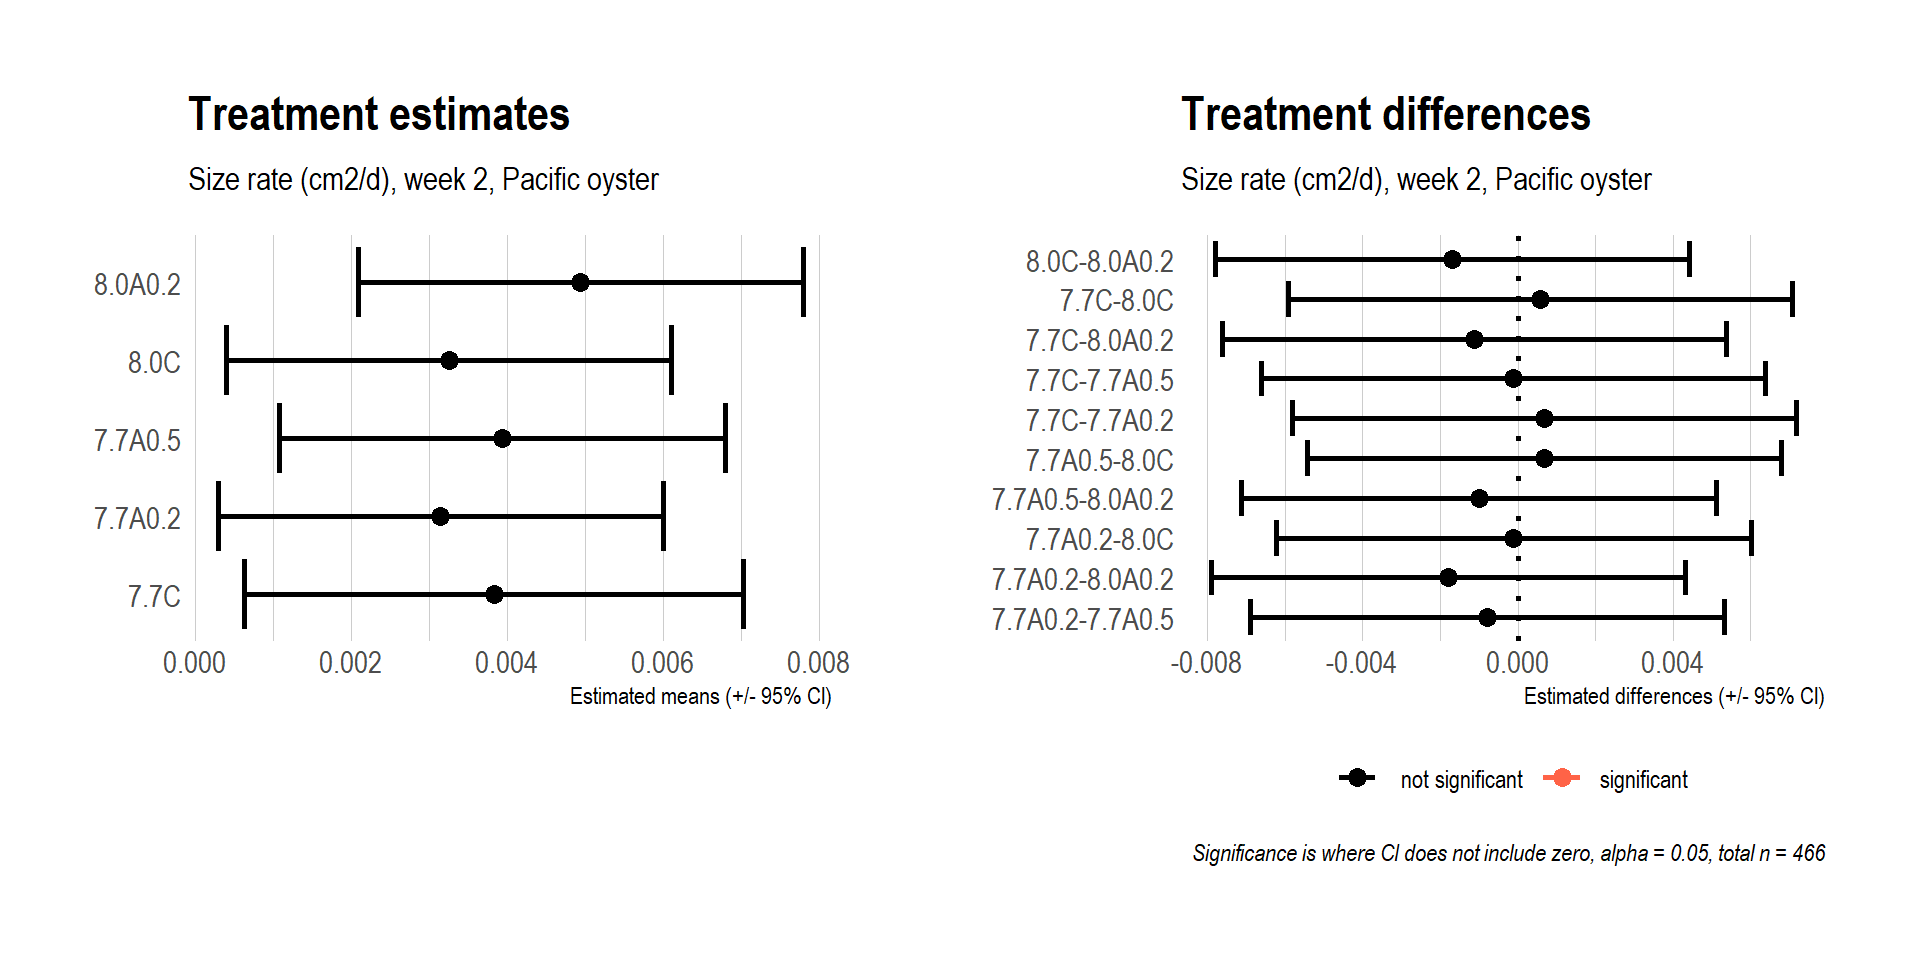 Treatment estimates
Size rate (cm2/d), week 2, Pacific oyster
8.0A0.2
8.0C
7.7A0.5
7.7A0.2
7.7C
0.000 0.002 0.004 0.006 0.008
Estimated means (+/- 95% CI)
Treatment differences
Size rate (cm2/d), week 2, Pacific oyster
8.0C-8.0A0.2
7.7C-8.0C
7.7C-8.0A0.2
7.7C-7.7A0.5
7.7C-7.7A0.2
7.7A0.5-8.0C
7.7A0.5-8.0A0.2
7.7A0.2-8.0C
7.7A0.2-8.0A0.2
7.7A0.2-7.7A0.5
-0.008 -0.004 0.000 0.004
Estimated differences (+/- 95% CI)
not significant significant
Significance is where CI does not include zero, alpha = 0.05, total n = 466